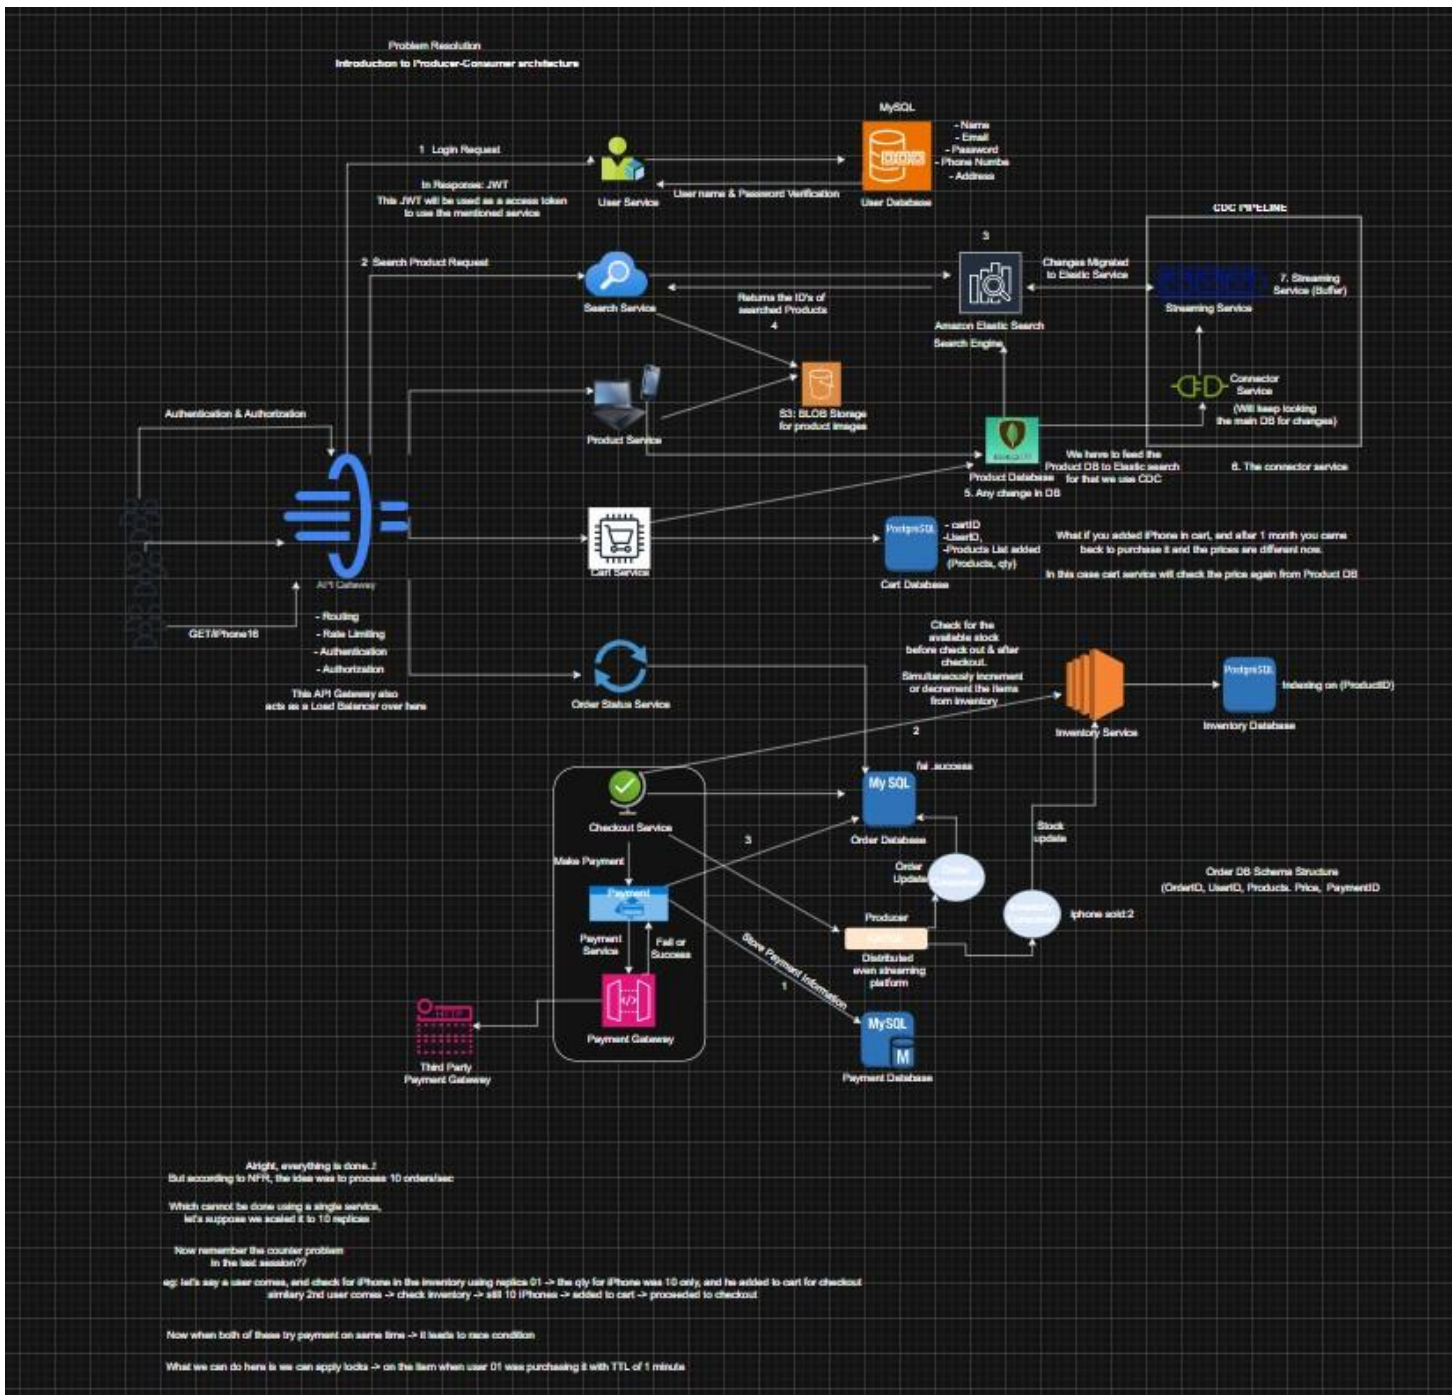 Problem Resolution
Introduction to Producer-Consumer architecture
MySQL
- Name
- Email
- Password
- Phone Numbe
- Address
User Database
1 Login Request
In Response: JWT
This JWT will be used as a access token
to use the mentioned service
User Service
User name & Password Verification
CDC PIPELINE
2 Search Product Request
Search Service
3
Returns the ID's of
searched Products
4
Amazon Elastic Search
Search Engine
Changes Migrated
to Elastic Service
7. Streaming
Service (Buffer)
Streaming Service
Connector
Service
(Will keep looking
the main DB for changes)
6. The connector service
S3: BLOB Storage
for product images
Product Service
Product Database
5. Any change in DB
We have to feed the
Product DB to Elastic search
for that we use CDC
Authentication & Authorization
API Gateway
GET/iPhone16
- Routing
- Rate Limiting
- Authentication
- Authorization
This API Gateway also
acts as a Load Balancer over here
Cart Service
PostgreSQL
- cartID
-UserID,
-Products List added
(Products, qty)
Cart Database
What if you added iPhone in cart, and after 1 month you came
back to purchase it and the prices are different now.
In this case cart service will check the price again from Product DB
Order Status Service
Check for the
available stock
before check out & after
checkout.
Simultaneously increment
or decrement the items
from inventory
2
Inventory Service
PostgreSQL
Indexing on (ProductID)
Inventory Database
Checkout Service
fai .success
My SQL
Order Database
3
Make Payment
Payment
Payment
Service
Fail or
Success
Payment Gateway
HTTP
Third Party
Payment Gateway
Order
Update
Producer
Distributed
even streaming
platform
Stock
update
Iphone sold:2
Order DB Schema Structure
(OrderID, UserID, Products. Price, PaymentID
Store Payment Information
1
MySQL
M
Payment Database
Alright, everything is done..!
But according to NFR, the idea was to process 10 orders/sec
Which cannot be done using a single service,
let's suppose we scaled it to 10 replicas
Now remember the counter problem
in the last session??
eg: let's say a user comes, and check for iPhone in the inventory using replica 01 -> the qty for iPhone was 10 only, and he added to cart for checkout
similary 2nd user comes -> check inventory -> still 10 iPhones -> added to cart -> proceeded to checkout
Now when both of these try payment on same time -> it leads to race condition
What we can do here is we can apply locks -> on the item when user 01 was purchasing it with TTL of 1 minute